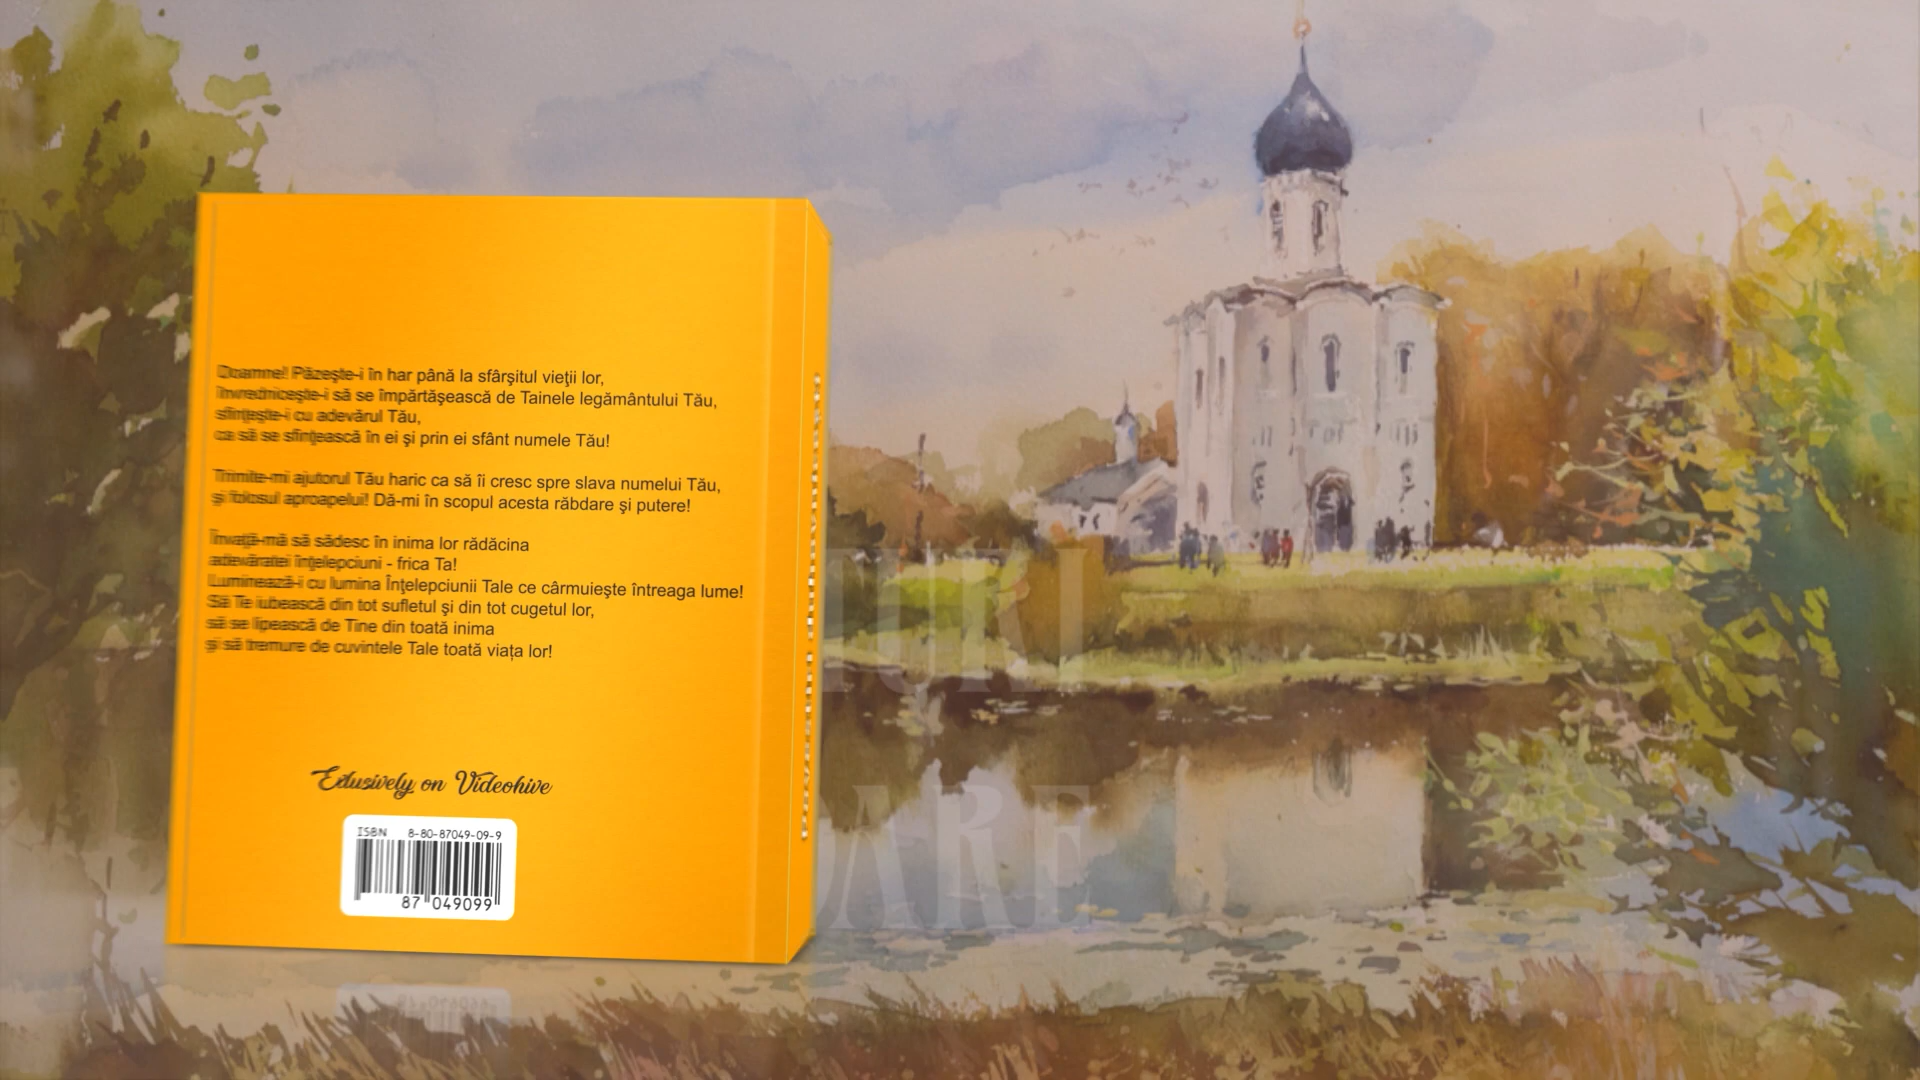 Doamne! Păzeşte-i în har până la sfârşitul vieţii lor,
învredniceşte-i să se împărtăşească de Tainele legământului Tău,
sfinţeşte-i cu adevărul Tău,
ca să se sfinţească în ei şi prin ei sfânt numele Tău!
Trimite-mi ajutorul Tău haric ca să îi cresc spre slava numelui Tău,
şi folosul aproapelui! Dă-mi în scopul acesta răbdare şi putere!
Învaţă-mă să sădesc în inima lor rădăcina
adevăratei înţelepciuni - frica Ta!
Luminează-i cu lumina Înţelepciunii Tale ce cârmuieşte întreaga lume!
Să Te iubească din tot sufletul şi din tot cugetul lor,
să se lipească de Tine din toată inima
şi să tremure de cuvintele Tale toată viața lor!
Exlusively on Videohive
ISBN 8-80-87049-09-9
87 049099
TURI
OARE